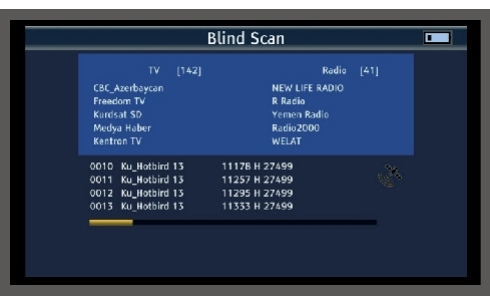 Blind Scan
TV [142] Radio [41]
CBC_Azerbaycan NEW LIFE RADIO
Freedom TV R Radio
Kurdsat SD Yemen Radio
Medya Haber Radio2000
Kentron TV WELAT
0010 Ku_Hotbird 13 11178 H 27499
0011 Ku_Hotbird 13 11257 H 27499
0012 Ku_Hotbird 13 11295 H 27499
0013 Ku_Hotbird 13 11333 H 27499